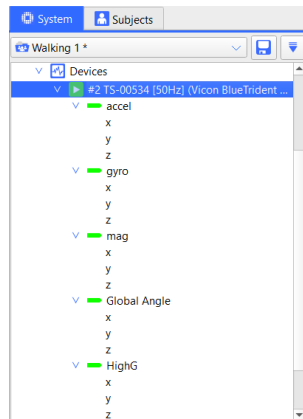 System Subjects
Walking 1 *
Devices
#2 TS-00534 [50Hz] (Vicon BlueTrident ...
accel
x
y
z
gyro
x
y
z
mag
x
y
z
Global Angle
x
y
z
HighG
x
y
z